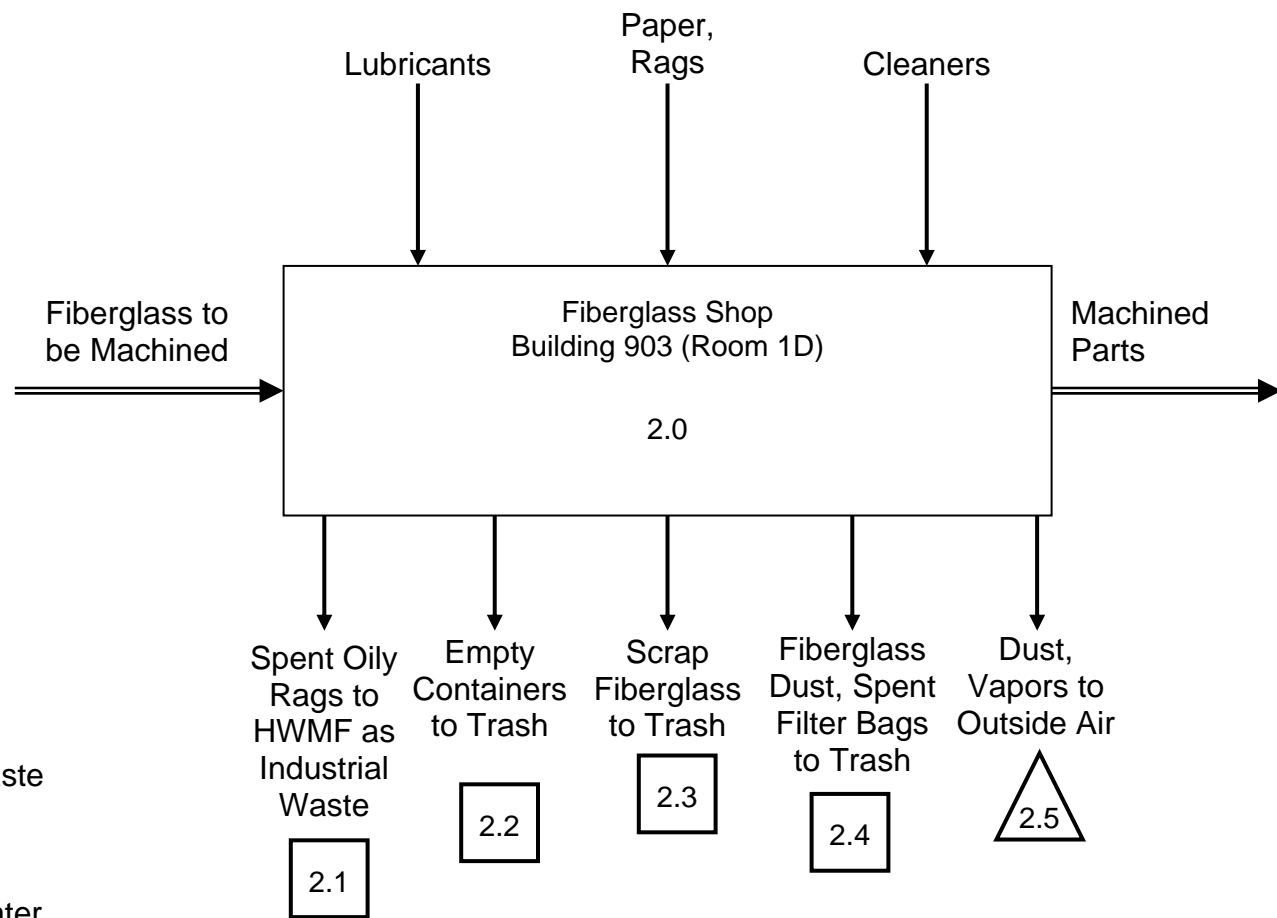 Lubricants
Paper,
Rags
Cleaners
Fiberglass to
be Machined
Fiberglass Shop
Building 903 (Room 1D)
2.0
Machined
Parts
Spent Oily
Rags to
HWMF as
Industrial
Waste
2.1
Empty
Containers
to Trash
2.2
Scrap
Fiberglass
to Trash
2.3
Fiberglass
Dust, Spent
Filter Bags
to Trash
2.4
Dust,
Vapors to
Outside Air
2.5